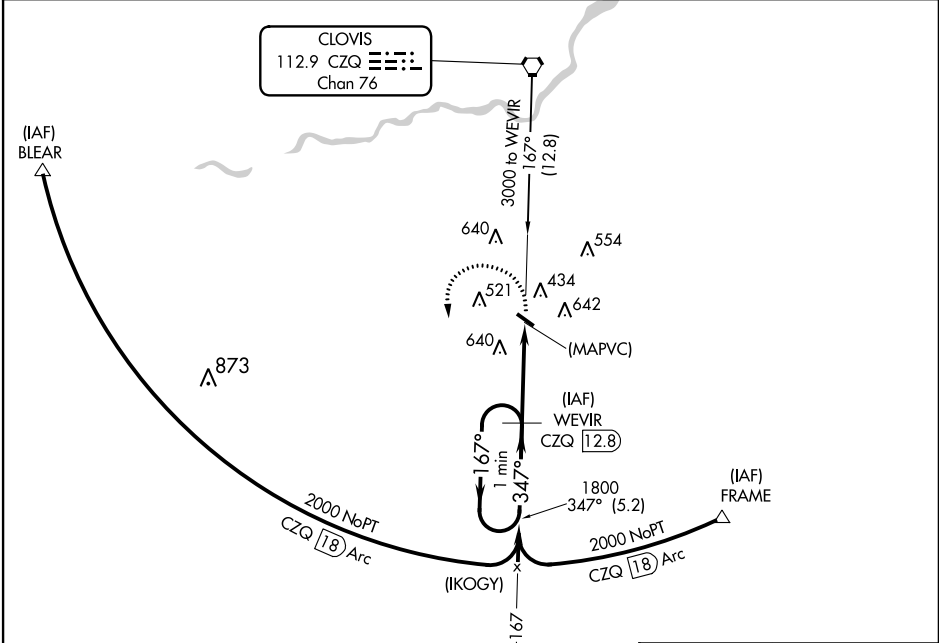 CLOVIS
112.9 CZQ
Chan 76
(IAF)
BLEAR
3000 to WEVIR
167°
(12.8)
640
554
521
434
642
640
(MAPVC)
873
(IAF)
WEVIR
CZQ 12.8
167°
1 min
347°
1800
347° (5.2)
(IAF)
FRAME
2000 NoPT
CZQ 18 Arc
2000 NoPT
CZQ 18 Arc
(IKOGY)
x
167